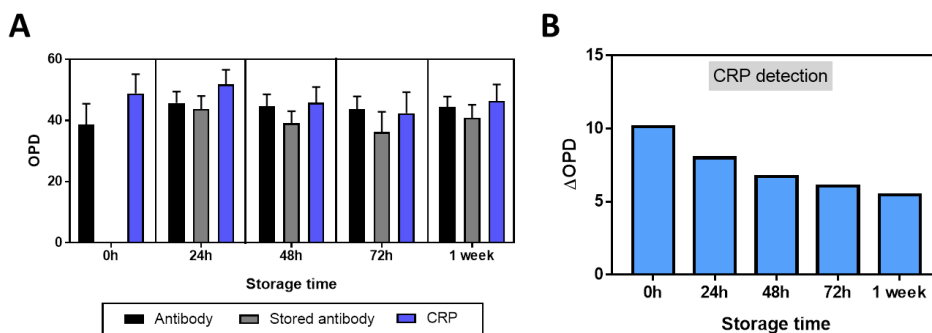 A
60
40
20
0
OPD
0h
24h
48h
72h
1 week
Storage time
Antibody
Stored antibody
CRP
B
15
10
5
0
ΔOPD
CRP detection
0h
24h
48h
72h
1 week
Storage time